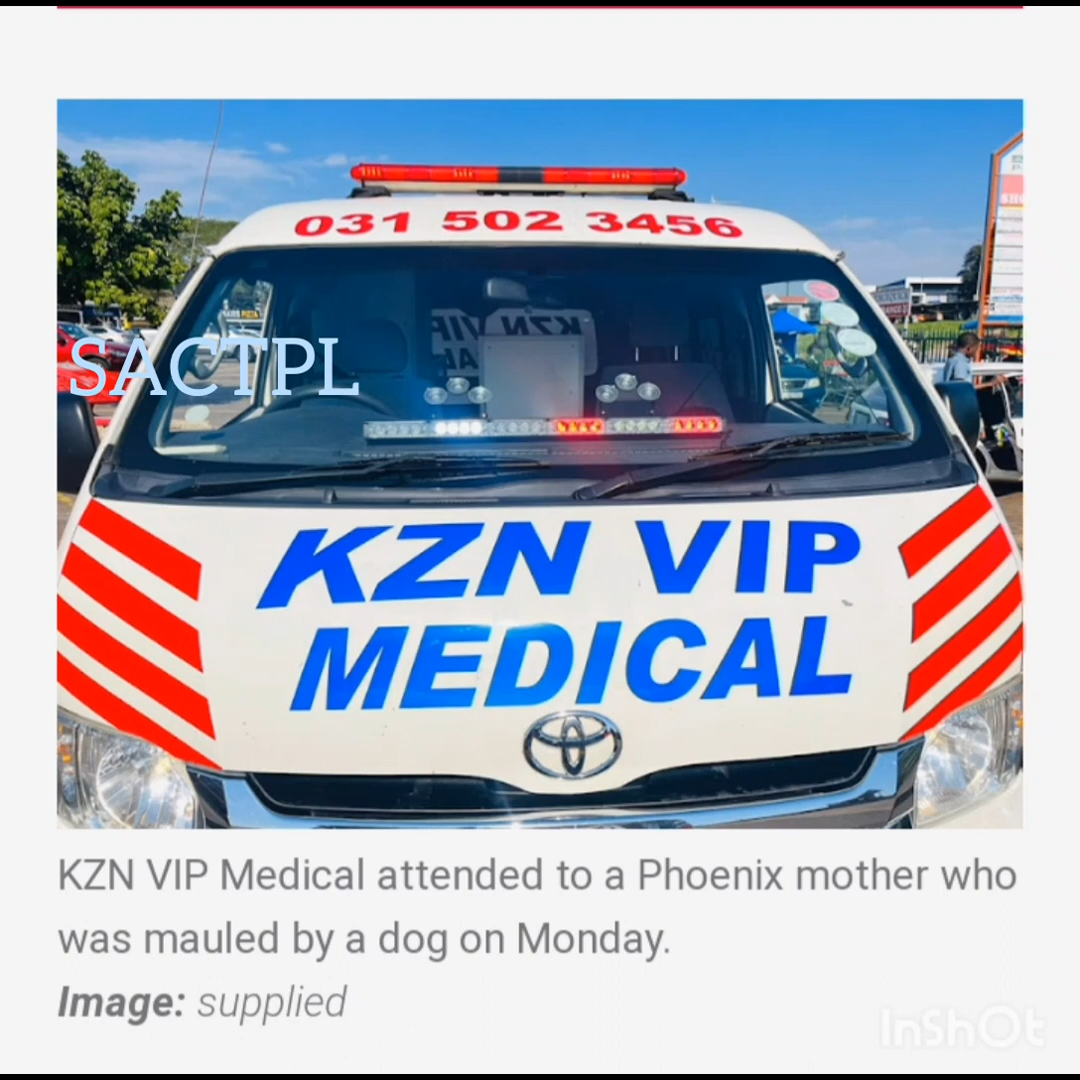 031 502 3456
SACTPL
KZN VIP
MEDICAL
KZN VIP Medical attended to a Phoenix mother who
was mauled by a dog on Monday.
Image: supplied
InShOt